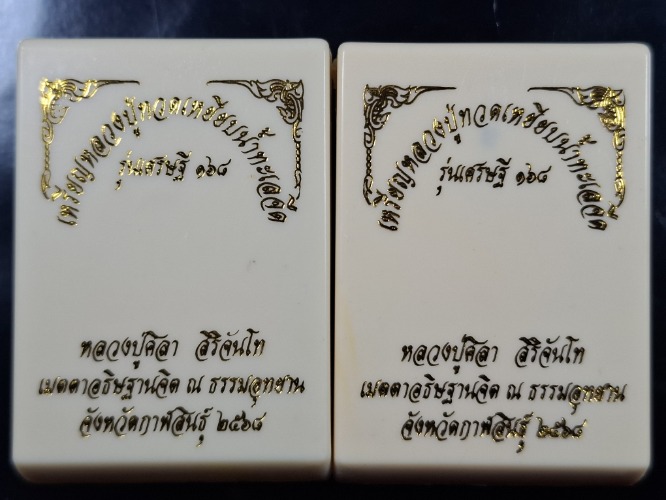 เหรียญหลวงปู่ทวดเหยียบน้ำทะเลจืด
รุ่นเศรษฐี ๑๖๘
หลวงปู่ศิลา สิริจันโท
เมตตาอธิษฐานจิต ณ ธรรมอุทยาน
จังหวัดกาฬสินธุ์ ๒๕๖๘
เหรียญหลวงปู่ทวดเหยียบน้ำทะเลจืด
รุ่นเศรษฐี ๑๖๘
หลวงปู่ศิลา สิริจันโท
เมตตาอธิษฐานจิต ณ ธรรมอุทยาน
จังหวัดกาฬสินธุ์ ๒๕๖๘